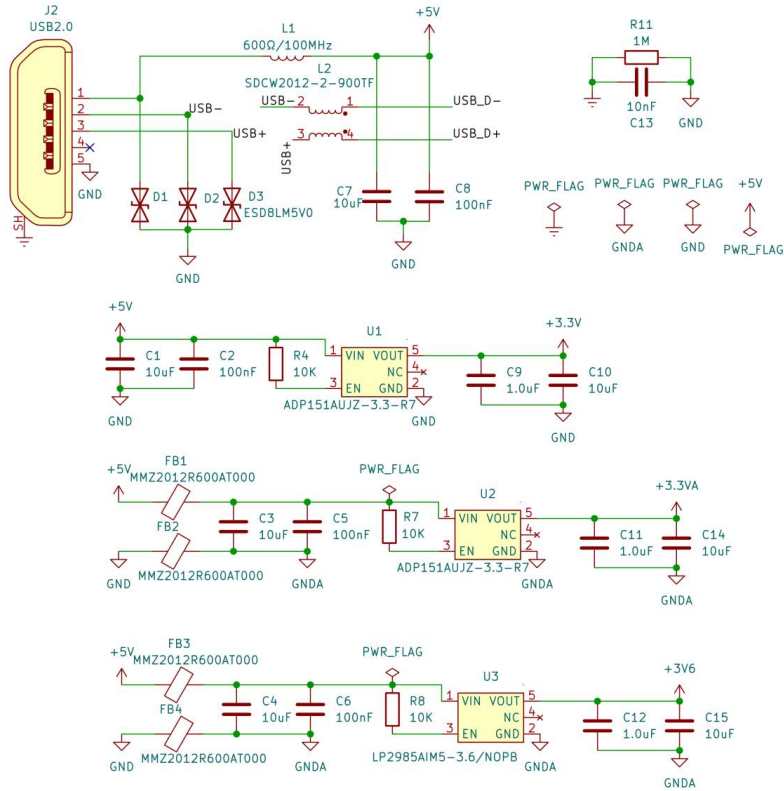 J2
USB2.0
1
2
3
4
5
SH
GND
USB-
USB+
L1
600Ω/100MHz
+5V
L2
SDCW2012-2-900TF
USB- 2 1 USB_D-
3 4 USB_D+
USB+
D1
D2
D3
ESD8LM5V0
GND
C7
10uF
C8
100nF
GND
R11
1M
10nF
C13
GND
PWR_FLAG
PWR_FLAG
GNDA
PWR_FLAG
GND
+5V
PWR_FLAG
+5V
C1
10uF
C2
100nF
GND
R4
10K
U1
1 VIN VOUT 5
NC 4
3 EN GND 2
ADP151AUJZ-3.3-R7
GND
+3.3V
C9
1.0uF
C10
10uF
GND
FB1
+5V MMZ2012R600AT000
FB2
GND MMZ2012R600AT000
C3
10uF
C5
100nF
GNDA
PWR_FLAG
R7
10K
U2
1 VIN VOUT 5
NC 4
3 EN GND 2
ADP151AUJZ-3.3-R7
GNDA
+3.3VA
C11
1.0uF
C14
10uF
GNDA
FB3
+5V MMZ2012R600AT000
FB4
GND MMZ2012R600AT000
C4
10uF
C6
100nF
GNDA
PWR_FLAG
R8
10K
U3
1 VIN VOUT 5
NC 4
3 EN GND 2
LP2985AIM5-3.6/NOPB
GNDA
+3V6
C12
1.0uF
C15
10uF
GNDA